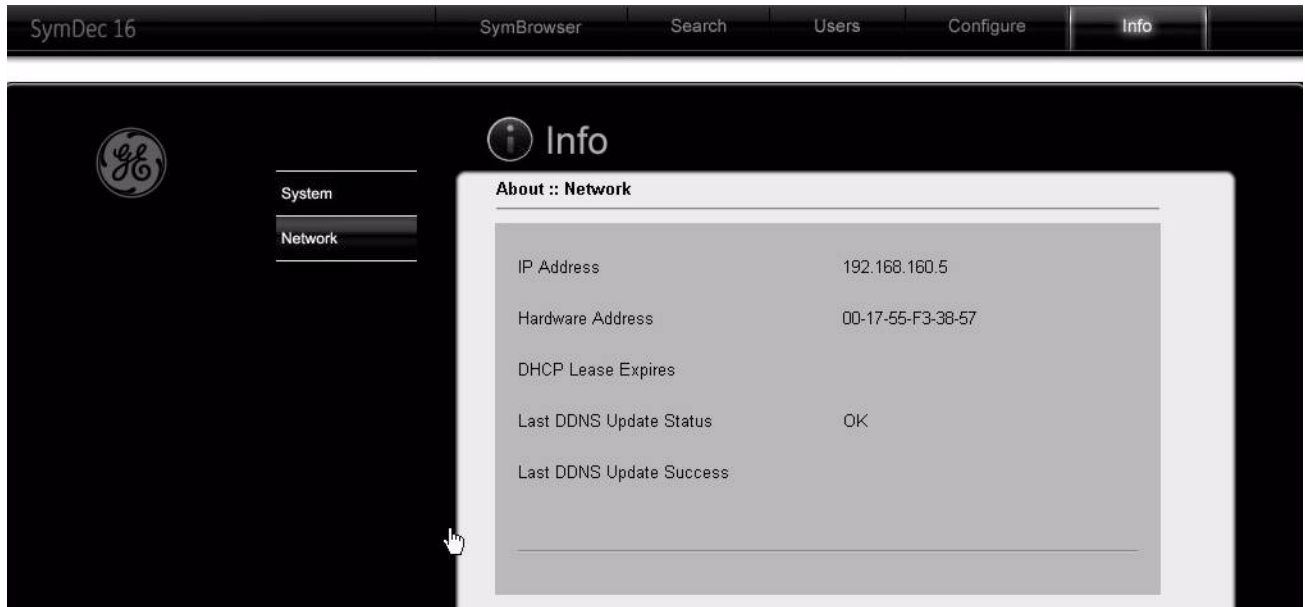 SymDec 16 SymBrowser Search Users Configure Info
GE
Info
System
Network
About :: Network
IP Address 192.168.160.5
Hardware Address 00-17-55-F3-38-57
DHCP Lease Expires
Last DDNS Update Status OK
Last DDNS Update Success